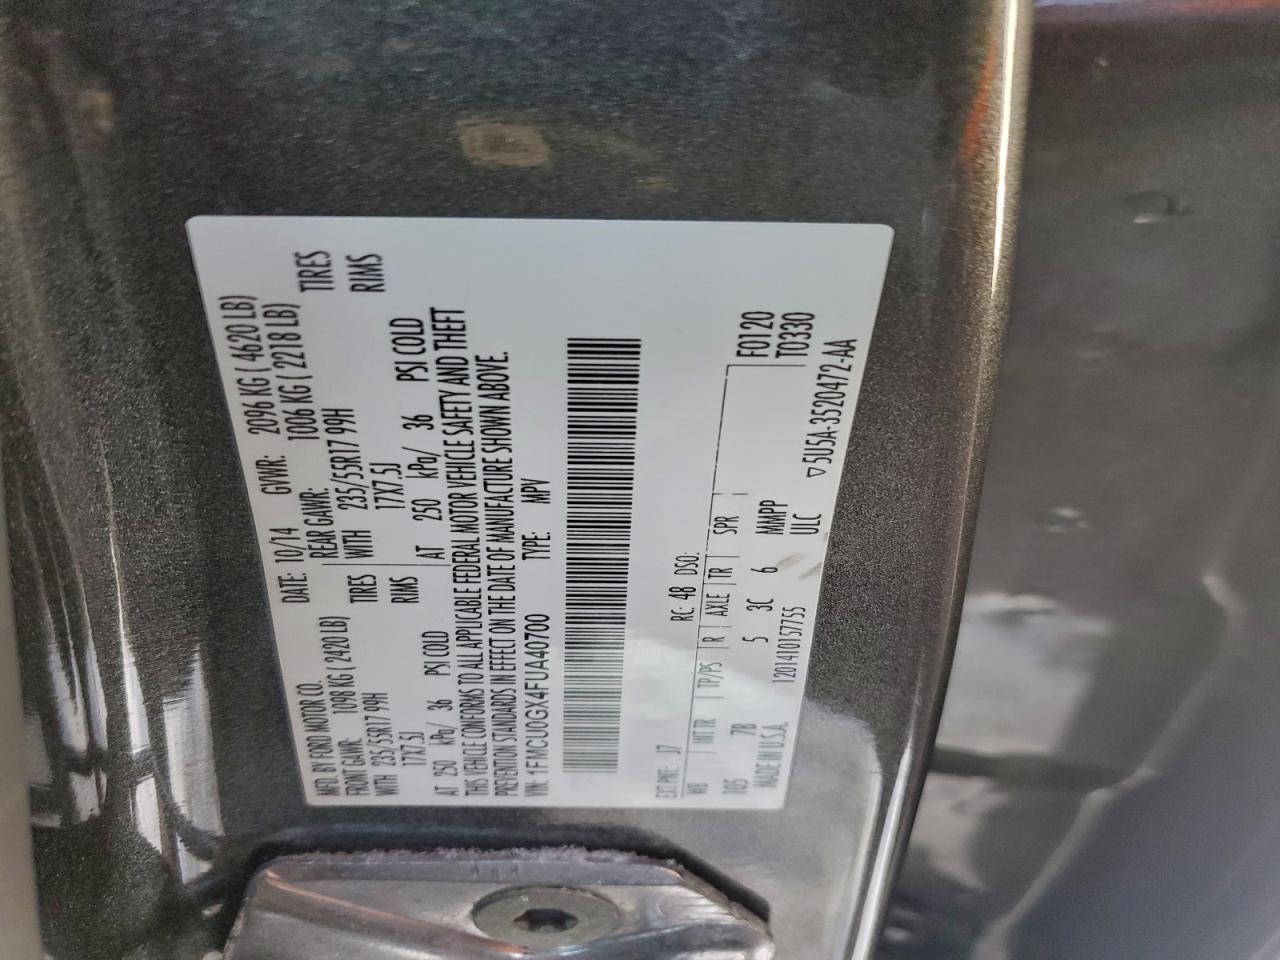 MFD. BY FORD MOTOR CO. DATE: 10/14 GVWR: 2096 KG ( 4620 LB)
FRONT GAWR: 1098 KG ( 2420 LB) REAR GAWR: 1006 KG ( 2218 LB)
WITH 235/55R17 99H TIRES WITH 235/55R17 99H TIRES
17X7.5J RIMS 17X7.5J RIMS
AT 250 kPa/ 36 PSI COLD AT 250 kPa/ 36 PSI COLD
THIS VEHICLE CONFORMS TO ALL APPLICABLE FEDERAL MOTOR VEHICLE SAFETY AND THEFT
PREVENTION STANDARDS IN EFFECT ON THE DATE OF MANUFACTURE SHOWN ABOVE.
VIN: 1FMCU0GX4FUA40700 TYPE: MPV
EXT PNT: J7 RC: 48 DSO: F0120
WB INT TR TP/PS R AXLE TR SPR T0330
105 7B 5 3C 6 MMPP
MADE IN U.S.A. 1201410157755 ULC
▽5U5A-3520472-AA